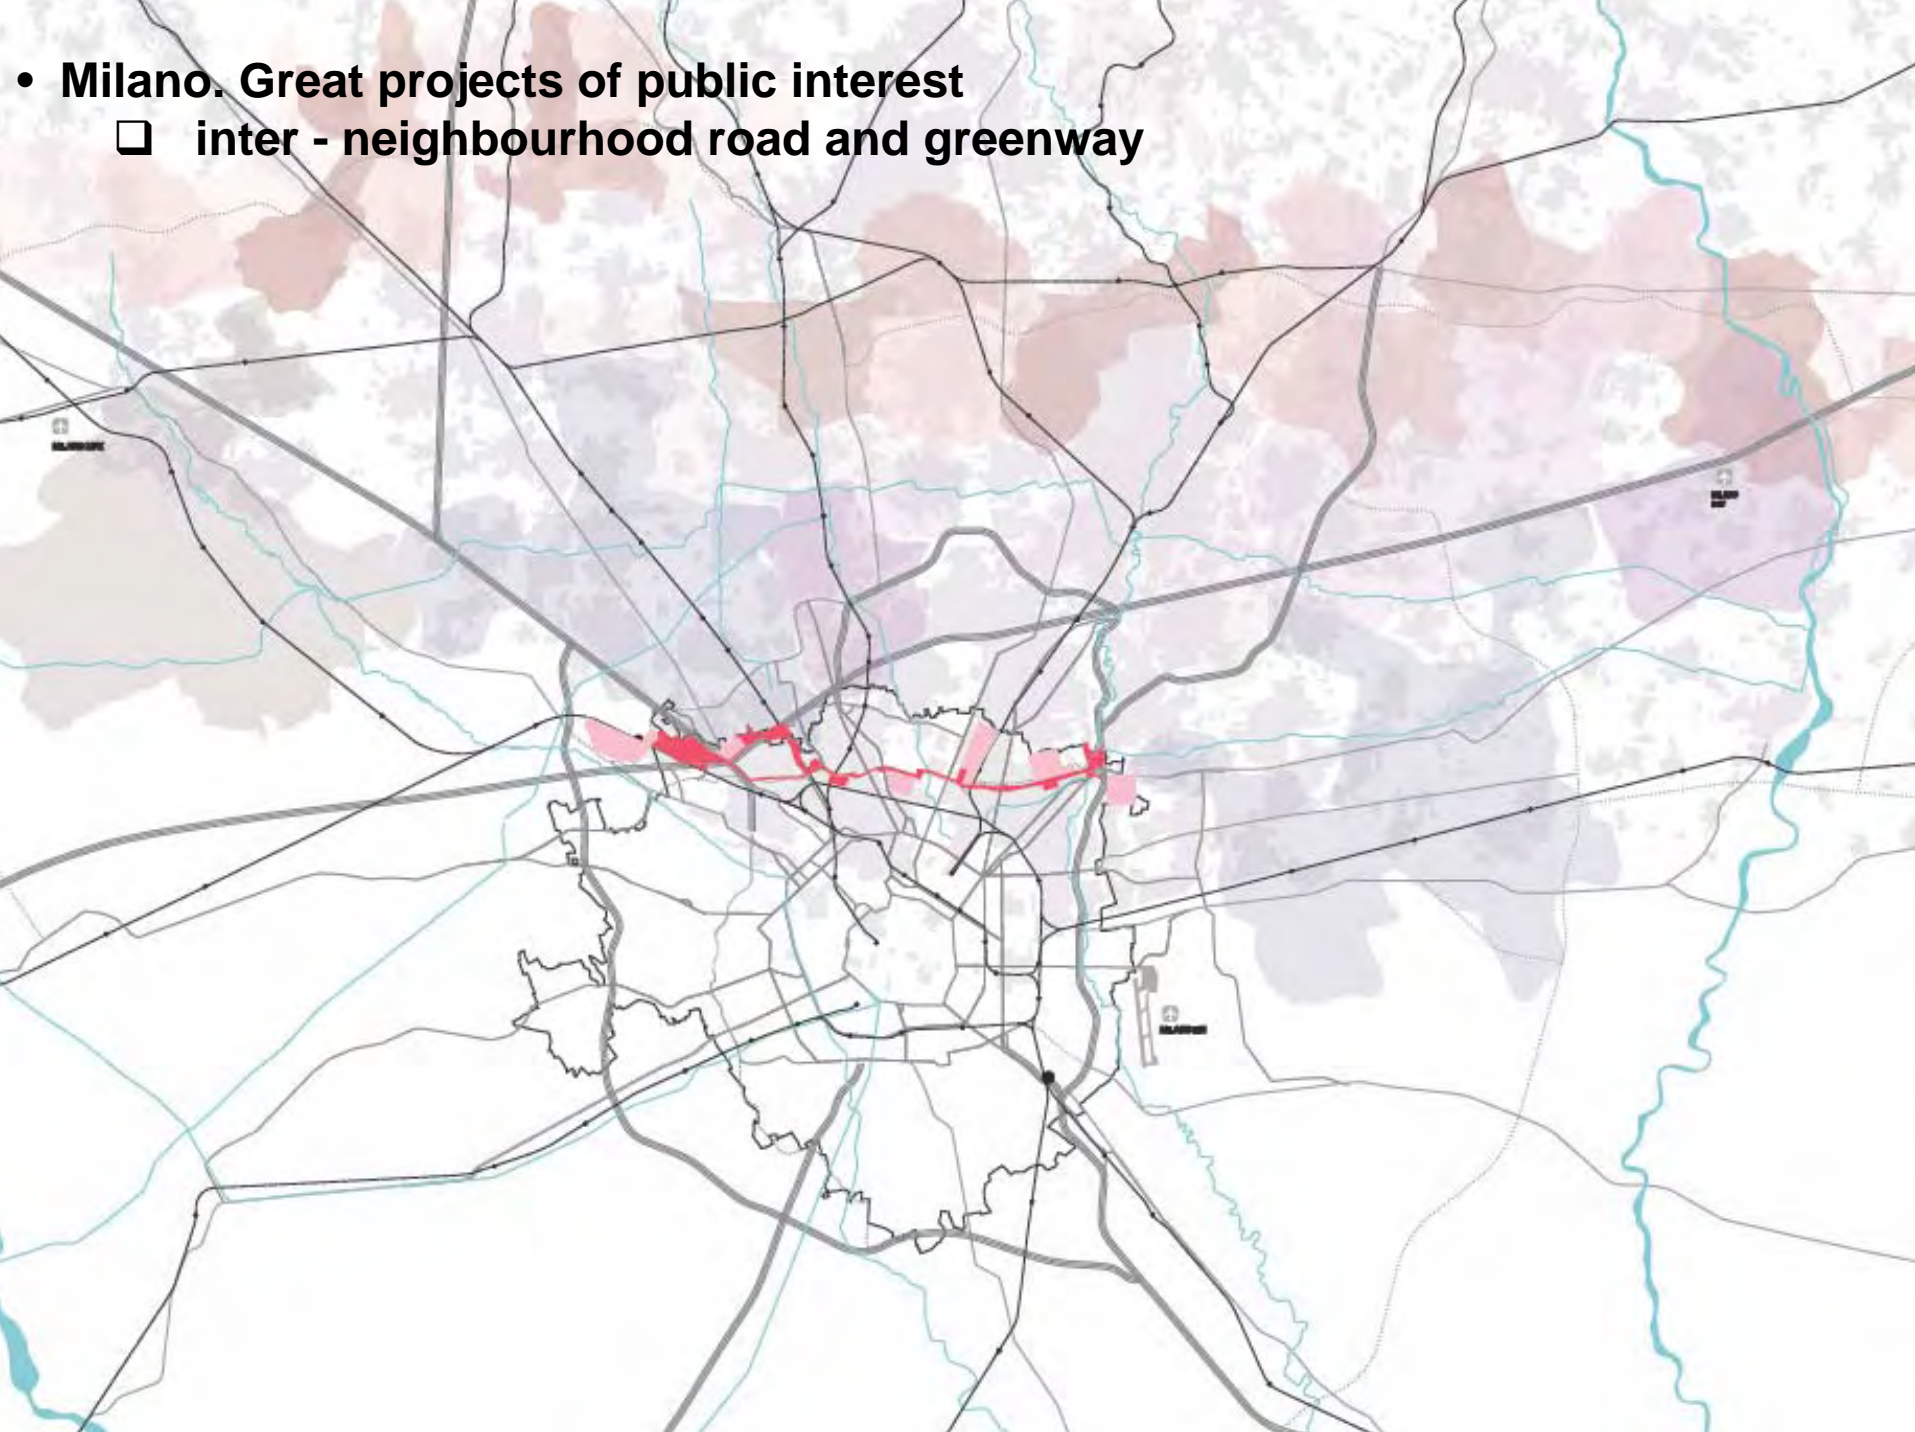 • Milano. Great projects of public interest
❑ inter - neighbourhood road and greenway